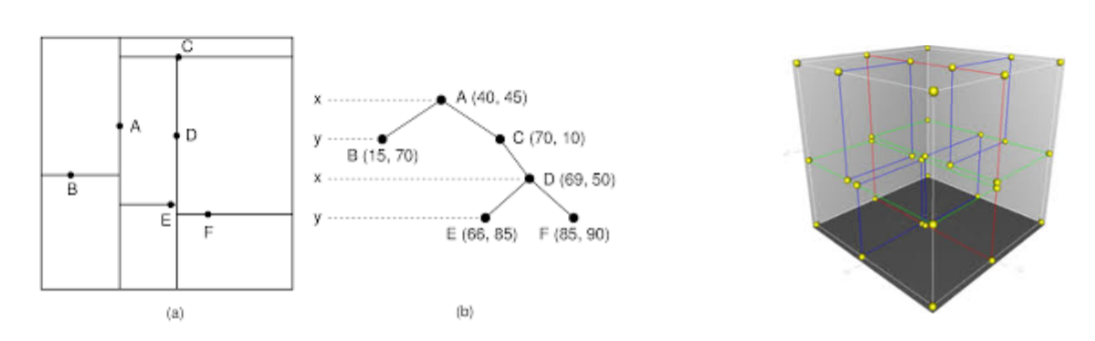 C
A
D
B
E
F
(a)
x
A (40, 45)
y
C (70, 10)
B (15, 70)
x
D (69, 50)
y
E (66, 85)
F (85, 90)
(b)